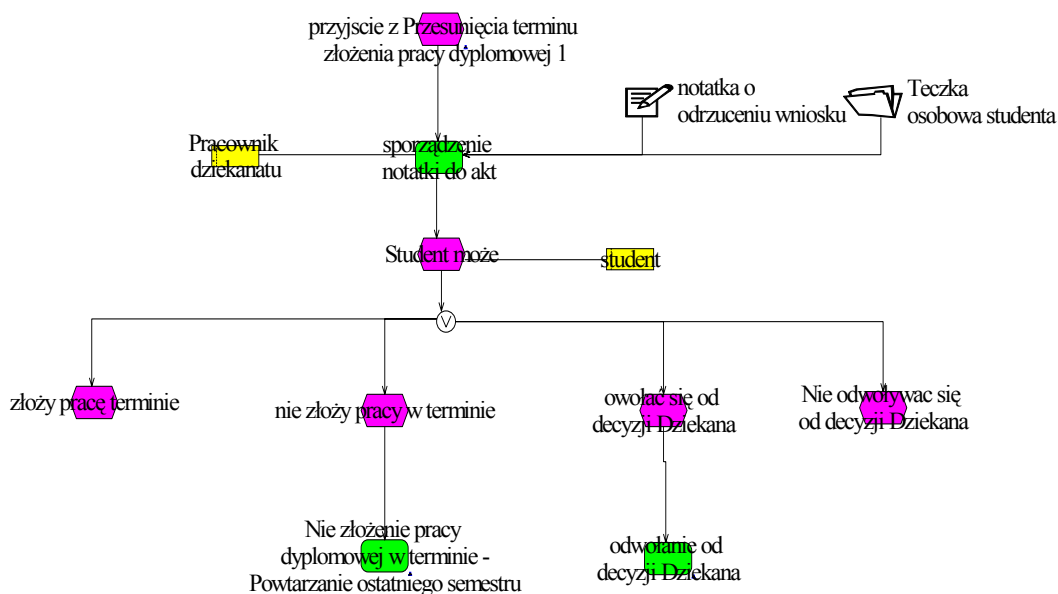 przyjscie z Przesunięcia terminu
złożenia pracy dyplomowej 1
notatka o
odrzuceniu wniosku
Teczka
osobowa studenta
Pracownik
dziekanatu
sporządzenie
notatki do akt
Student może
student
V
złoży pracę terminie
nie złoży pracy w terminie
owołac się od
decyzji Dziekana
Nie odwoływac się
od decyzji Dziekana
Nie złożenie pracy
dyplomowej w terminie -
Powtarzanie ostatniego semestru
odwołanie od
decyzji Dziekana